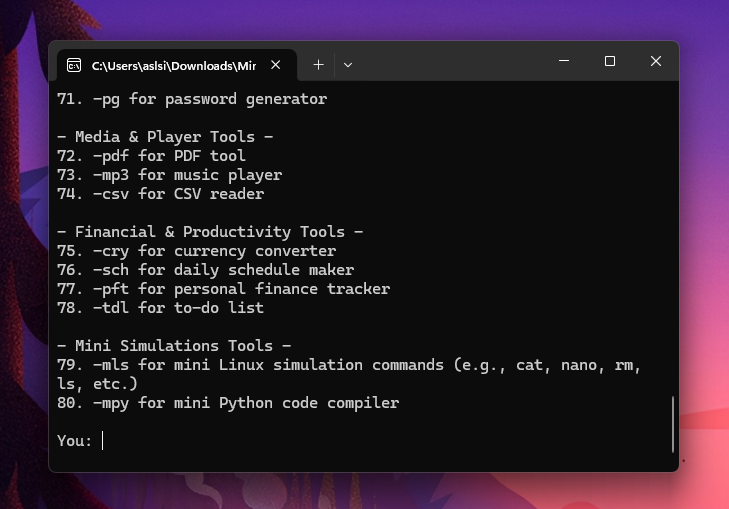 C:\Users\aslsi\Downloads\Mir
71. -pg for password generator
- Media & Player Tools -
72. -pdf for PDF tool
73. -mp3 for music player
74. -csv for CSV reader
- Financial & Productivity Tools -
75. -cry for currency converter
76. -sch for daily schedule maker
77. -pft for personal finance tracker
78. -tdl for to-do list
- Mini Simulations Tools -
79. -mls for mini Linux simulation commands (e.g., cat, nano, rm,
ls, etc.)
80. -mpy for mini Python code compiler
You: